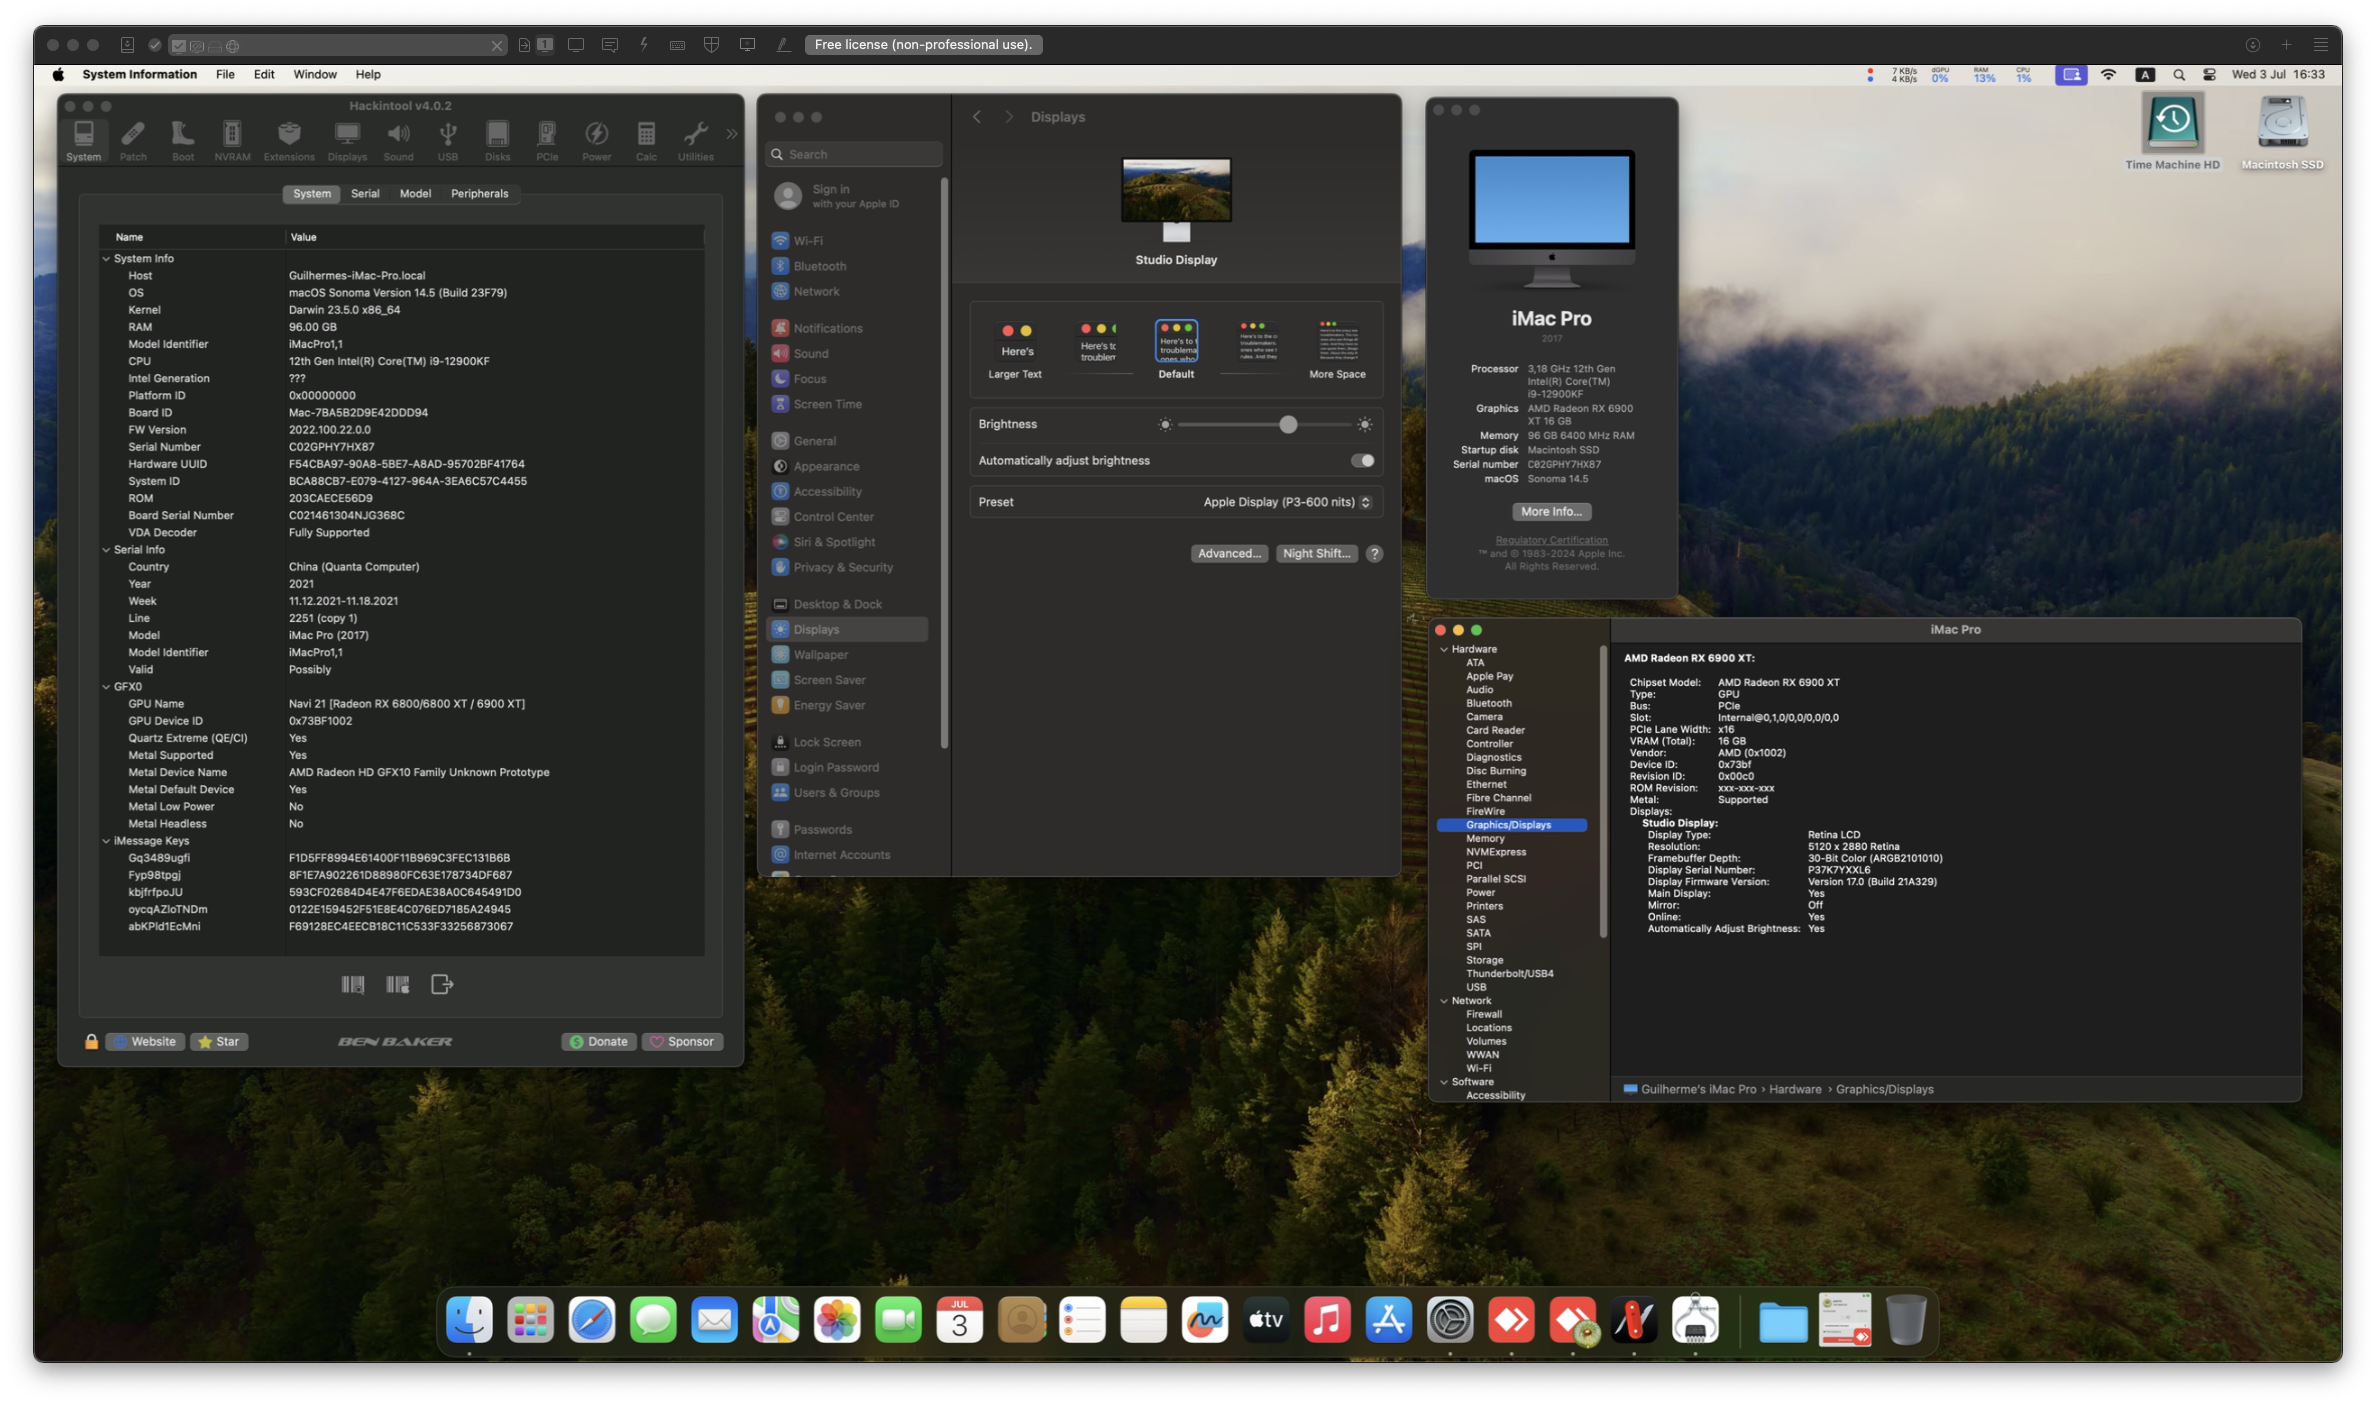 Free license (non-professional use).
System Information File Edit Window Help
7 KB/s
4 KB/s
dGPU
0%
RAM
13%
CPU
1%
A
Wed 3 Jul 16:33
Hackintool v4.0.2
System Patch Boot NVRAM Extensions Displays Sound USB Disks PCIe Power Calc Utilities
System Serial Model Peripherals
Name Value
System Info
Host Guilhermes-iMac-Pro.local
OS macOS Sonoma Version 14.5 (Build 23F79)
Kernel Darwin 23.5.0 x86_64
RAM 96.00 GB
Model Identifier iMacPro1,1
CPU 12th Gen Intel(R) Core(TM) i9-12900KF
Intel Generation ???
Platform ID 0x00000000
Board ID Mac-7BA5B2D9E42DDD94
FW Version 2022.100.22.0.0
Serial Number C02GPHY7HX87
Hardware UUID F54CBA97-90A8-5BE7-A8AD-95702BF41764
System ID BCA88CB7-E079-4127-964A-3EA6C57C4455
ROM 203CAECE56D9
Board Serial Number C021461304NJG368C
VDA Decoder Fully Supported
Serial Info
Country China (Quanta Computer)
Year 2021
Week 11.12.2021-11.18.2021
Line 2251 (copy 1)
Model iMac Pro (2017)
Model Identifier iMacPro1,1
Valid Possibly
GFX0
GPU Name Navi 21 [Radeon RX 6800/6800 XT / 6900 XT]
GPU Device ID 0x73BF1002
Quartz Extreme (QE/CI) Yes
Metal Supported Yes
Metal Device Name AMD Radeon HD GFX10 Family Unknown Prototype
Metal Default Device Yes
Metal Low Power No
Metal Headless No
iMessage Keys
Gq3489ugfi F1D5FF8994E61400F11B969C3FEC131B6B
Fyp98tpgj 8F1E7A902261D88980FC63E178734DF687
kbjfrfpoJU 593CF02684D4E47F6EDAE38A0C645491D0
oycqAZloTNDm 0122E159452F51E8E4C076ED7185A24945
abKPld1EcMni F69128EC4EECB18C11C533F33256873067
Website Star BEN BAKER Donate Sponsor
Search
Sign in
with your Apple ID
Wi-Fi
Bluetooth
Network
Notifications
Sound
Focus
Screen Time
General
Appearance
Accessibility
Control Center
Siri & Spotlight
Privacy & Security
Desktop & Dock
Displays
Wallpaper
Screen Saver
Energy Saver
Lock Screen
Login Password
Users & Groups
Passwords
Internet Accounts
Displays
Studio Display
Larger Text Default More Space
Brightness
Automatically adjust brightness
Preset Apple Display (P3-600 nits)
Advanced... Night Shift... ?
iMac Pro
2017
Processor 3,18 GHz 12th Gen
Intel(R) Core(TM)
i9-12900KF
Graphics AMD Radeon RX 6900
XT 16 GB
Memory 96 GB 6400 MHz RAM
Startup disk Macintosh SSD
Serial number C02GPHY7HX87
macOS Sonoma 14.5
More Info...
Regulatory Certification
™ and © 1983-2024 Apple Inc.
All Rights Reserved.
Time Machine HD
Macintosh SSD
iMac Pro
Hardware
ATA
Apple Pay
Audio
Bluetooth
Camera
Card Reader
Controller
Diagnostics
Disc Burning
Ethernet
Fibre Channel
FireWire
Graphics/Displays
Memory
NVMExpress
PCI
Parallel SCSI
Power
Printers
SAS
SATA
SPI
Storage
Thunderbolt/USB4
USB
Network
Firewall
Locations
Volumes
WWAN
Wi-Fi
Software
Accessibility
AMD Radeon RX 6900 XT:
Chipset Model: AMD Radeon RX 6900 XT
Type: GPU
Bus: PCIe
Slot: Internal@0,1,0/0,0/0,0/0,0
PCIe Lane Width: x16
VRAM (Total): 16 GB
Vendor: AMD (0x1002)
Device ID: 0x73bf
Revision ID: 0x00c0
ROM Revision: xxx-xxx-xxx
Metal: Supported
Displays:
Studio Display:
Display Type: Retina LCD
Resolution: 5120 x 2880 Retina
Framebuffer Depth: 30-Bit Color (ARGB2101010)
Display Serial Number: P37K7YXXL6
Display Firmware Version: Version 17.0 (Build 21A329)
Main Display: Yes
Mirror: Off
Online: Yes
Automatically Adjust Brightness: Yes
Guilherme's iMac Pro › Hardware › Graphics/Displays
JUL
3
tv